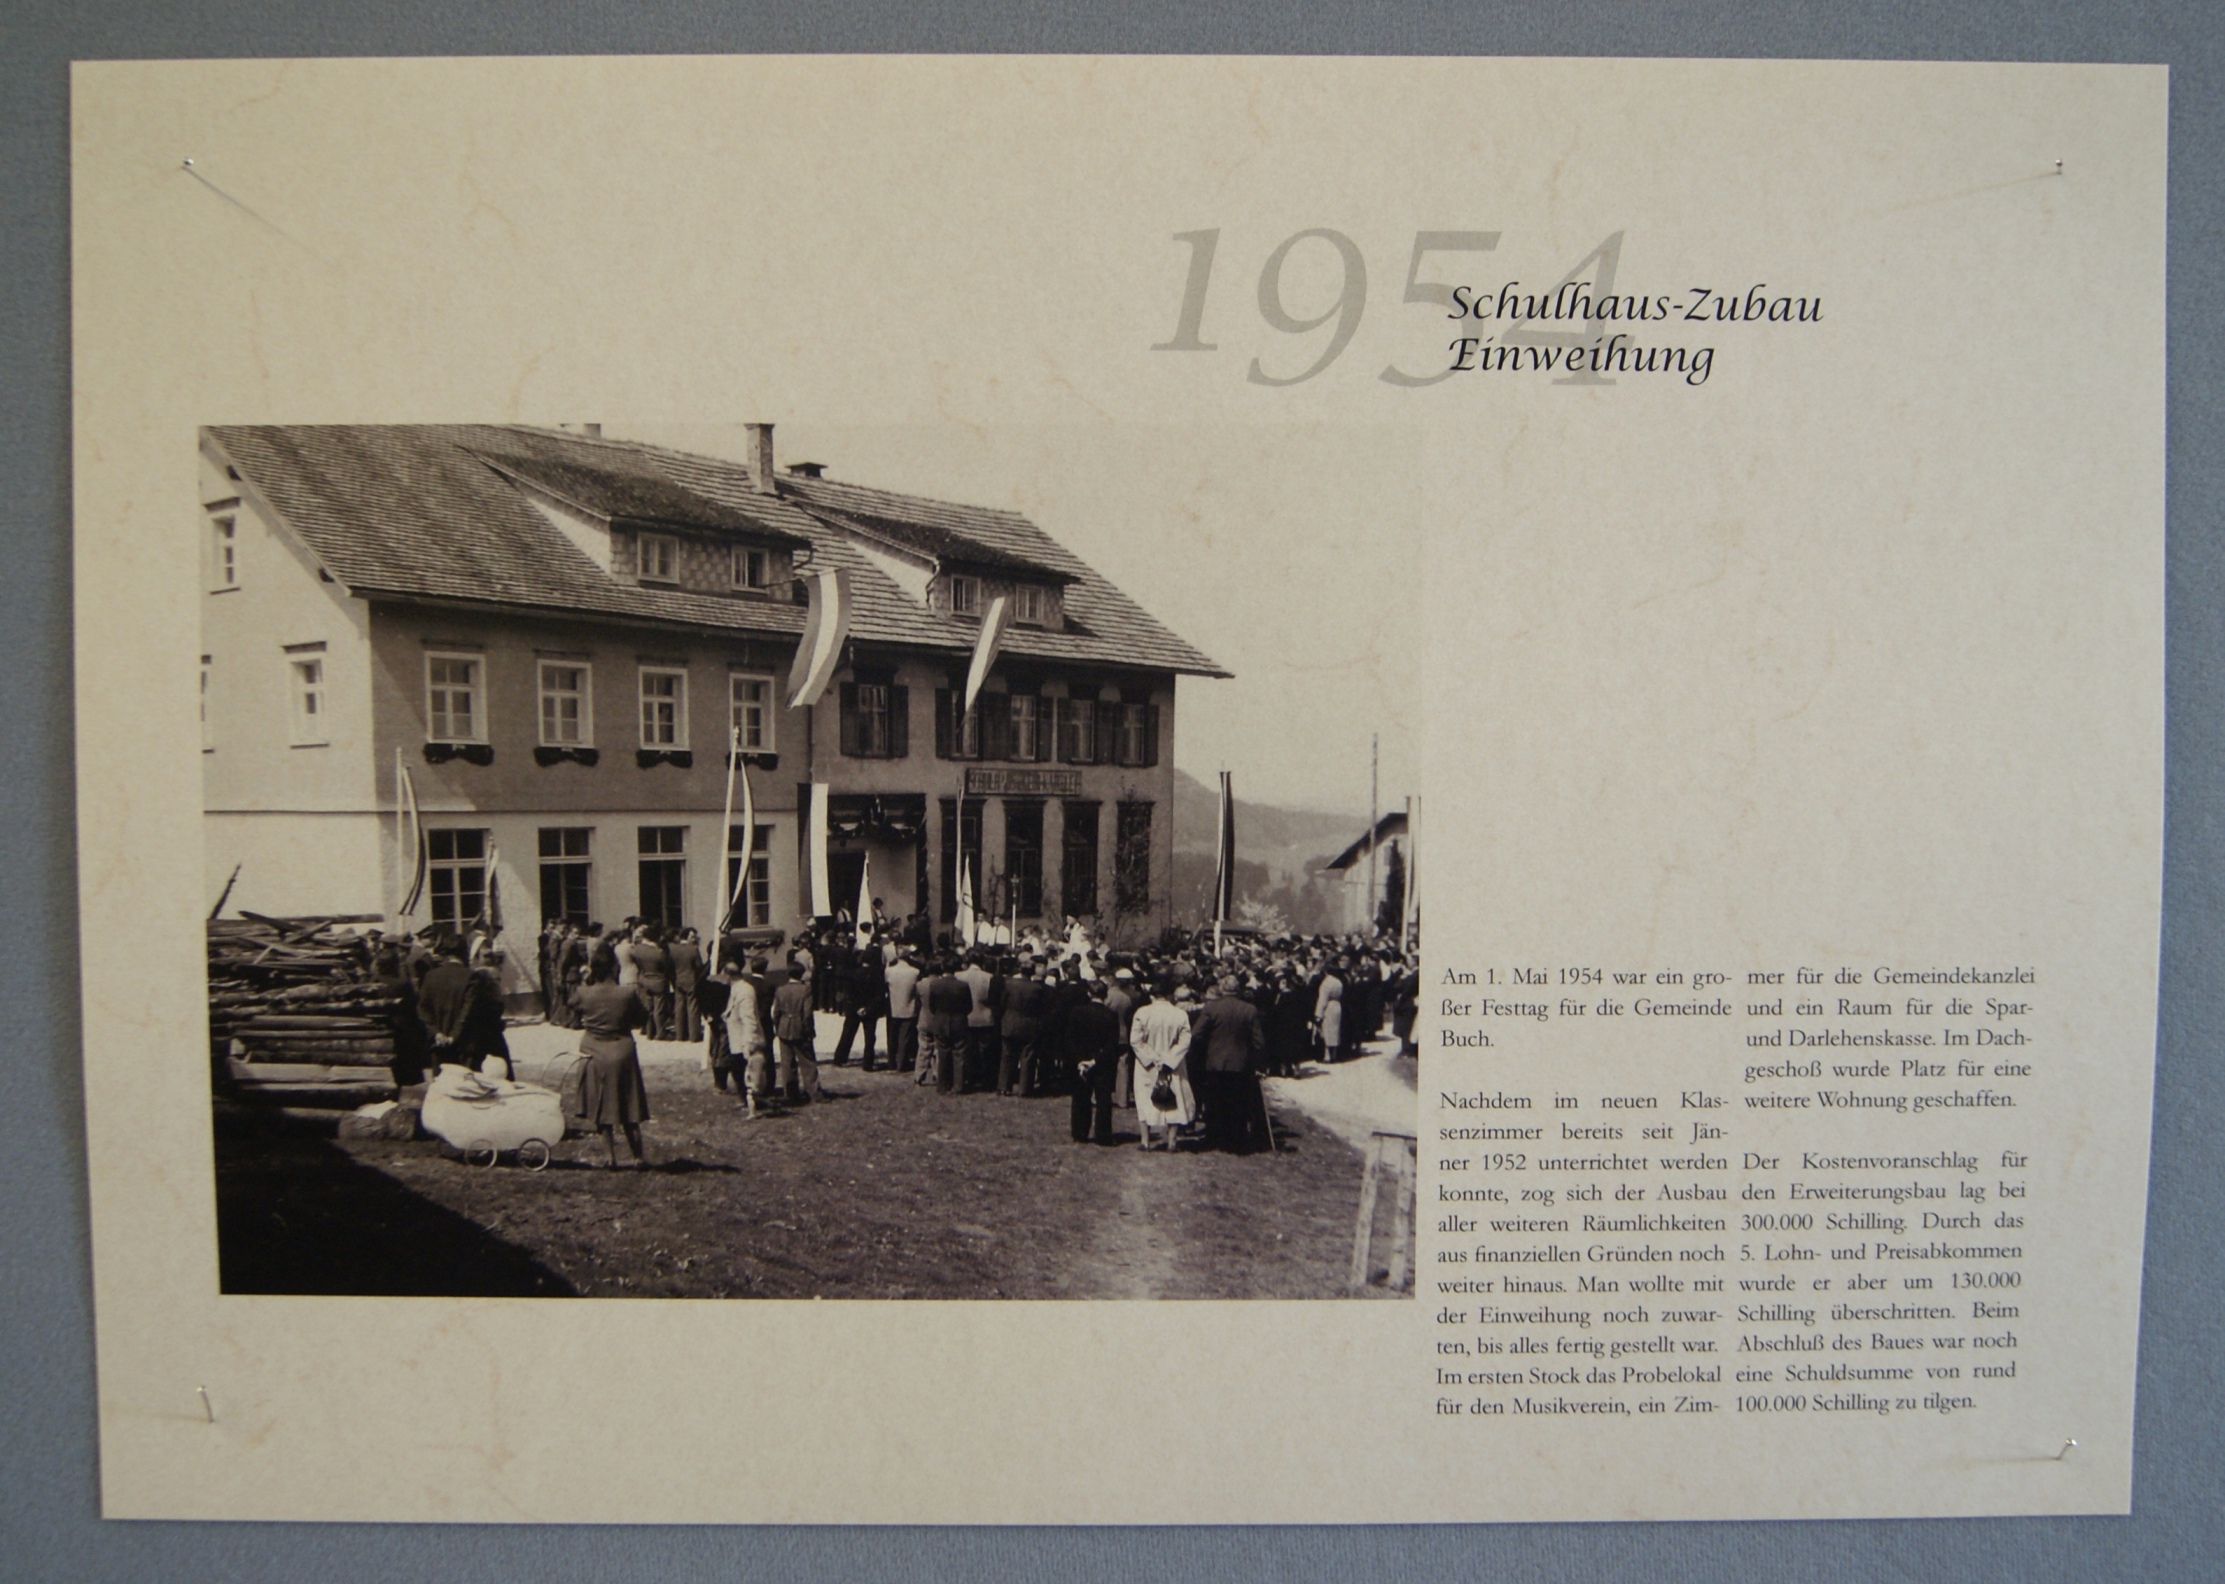 1954
Schulhaus-Zubau
Einweihung
Am 1. Mai 1954 war ein gro-
ßer Festtag für die Gemeinde
Buch.
Nachdem im neuen Klas-
senzimmer bereits seit Jän-
ner 1952 unterrichtet werden
konnte, zog sich der Ausbau
aller weiteren Räumlichkeiten
aus finanziellen Gründen noch
weiter hinaus. Man wollte mit
der Einweihung noch zuwar-
ten, bis alles fertig gestellt war.
Im ersten Stock das Probelokal
für den Musikverein, ein Zim-
mer für die Gemeindekanzlei
und ein Raum für die Spar-
und Darlehenskasse. Im Dach-
geschoß wurde Platz für eine
weitere Wohnung geschaffen.
Der Kostenvoranschlag für
den Erweiterungsbau lag bei
300.000 Schilling. Durch das
5. Lohn- und Preisabkommen
wurde er aber um 130.000
Schilling überschritten. Beim
Abschluß des Baues war noch
eine Schuldsumme von rund
100.000 Schilling zu tilgen.